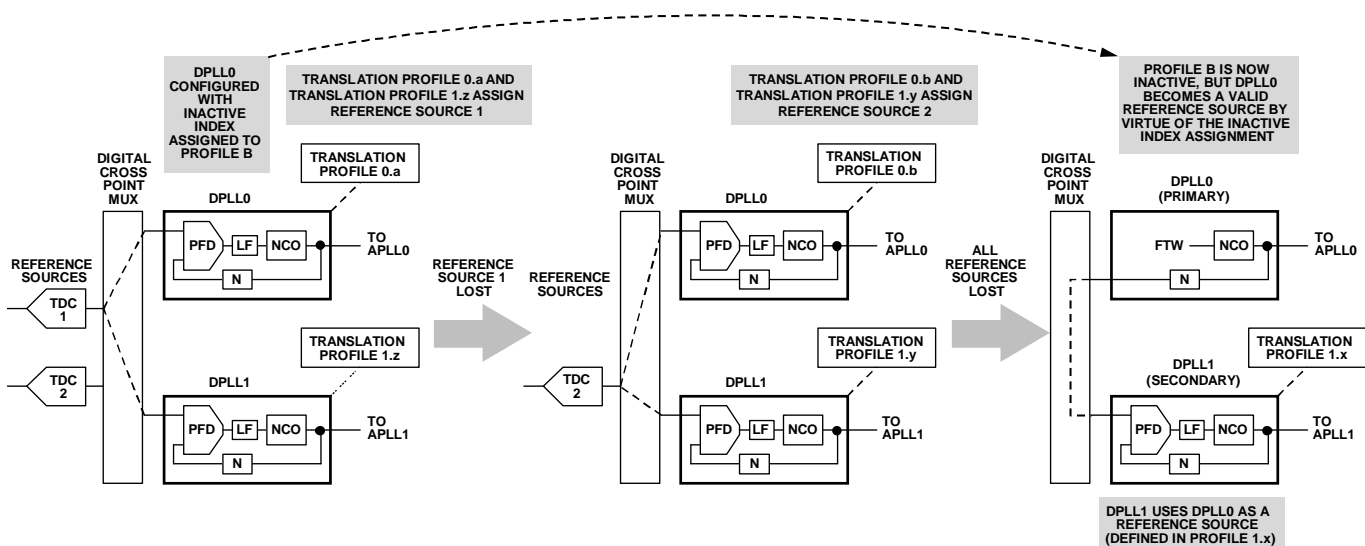 DPLL0
CONFIGURED
WITH
INACTIVE
INDEX
ASSIGNED TO
PROFILE B
TRANSLATION PROFILE 0.a AND
TRANSLATION PROFILE 1.z ASSIGN
REFERENCE SOURCE 1
TRANSLATION PROFILE 0.b AND
TRANSLATION PROFILE 1.y ASSIGN
REFERENCE SOURCE 2
PROFILE B IS NOW
INACTIVE, BUT DPLL0
BECOMES A VALID
REFERENCE SOURCE BY
VIRTUE OF THE INACTIVE
INDEX ASSIGNMENT
DIGITAL
CROSS
POINT
MUX
TRANSLATION
PROFILE 0.a
DPLL0
PFD
LF
NCO
N
TO
APLL0
REFERENCE
SOURCES
TDC
1
TDC
2
TRANSLATION
PROFILE 1.z
DPLL1
PFD
LF
NCO
N
TO
APLL1
REFERENCE
SOURCE 1
LOST
DIGITAL
CROSS
POINT
MUX
TRANSLATION
PROFILE 0.b
DPLL0
PFD
LF
NCO
N
TO
APLL0
REFERENCE
SOURCES
TDC
2
TRANSLATION
PROFILE 1.y
DPLL1
PFD
LF
NCO
N
TO
APLL1
ALL
REFERENCE
SOURCES
LOST
DIGITAL
CROSS
POINT
MUX
DPLL0
(PRIMARY)
FTW
NCO
N
TO
APLL0
TRANSLATION
PROFILE 1.x
DPLL1
(SECONDARY)
PFD
LF
NCO
N
TO
APLL1
DPLL1 USES DPLL0 AS A
REFERENCE SOURCE
(DEFINED IN PROFILE 1.x)